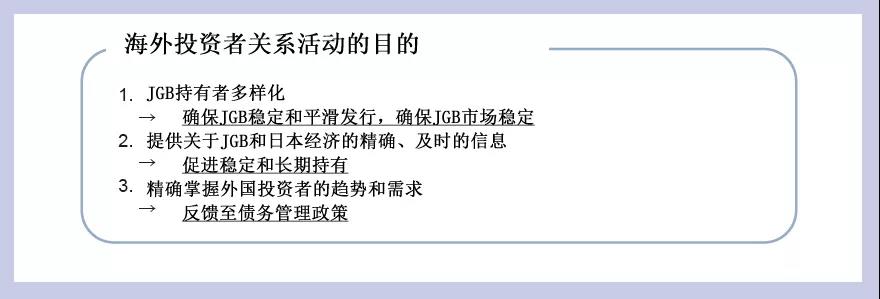 海外投资者关系活动的目的
1. JGB持有者多样化
→ 确保JGB稳定和平滑发行，确保JGB市场稳定
2. 提供关于JGB和日本经济的精确、及时的信息
→ 促进稳定和长期持有
3. 精确掌握外国投资者的趋势和需求
→ 反馈至债务管理政策